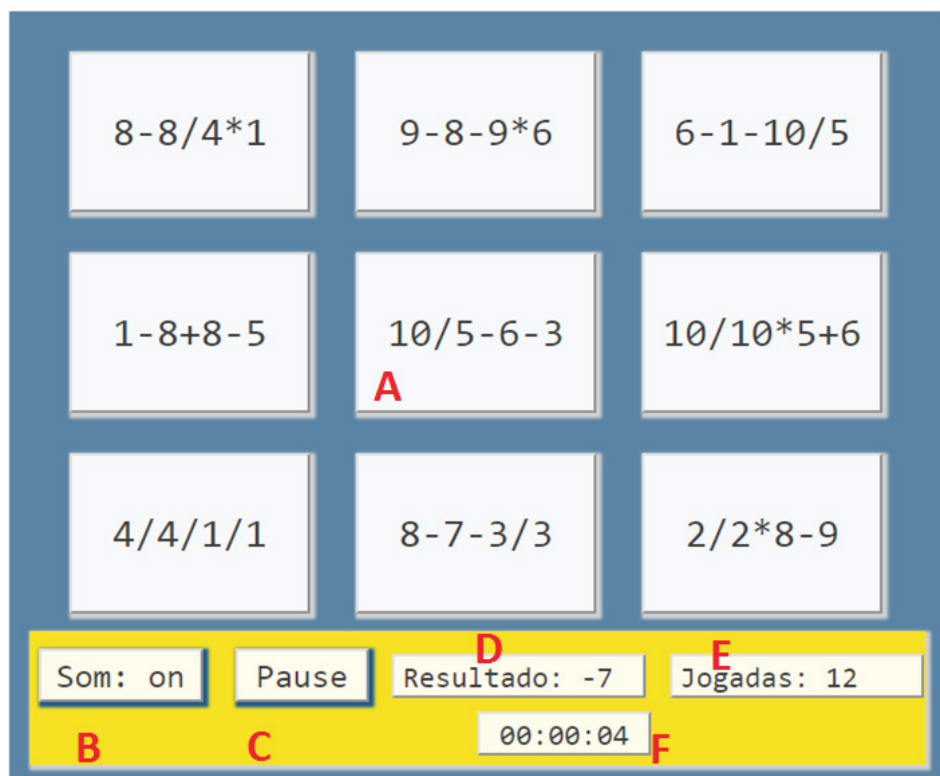 8-8/4*1
9-8-9*6
6-1-10/5
1-8+8-5
10/5-6-3
10/10*5+6
A
4/4/1/1
8-7-3/3
2/2*8-9
D
E
Som: on
Pause
Resultado: -7
Jogadas: 12
B
C
00:00:04
F